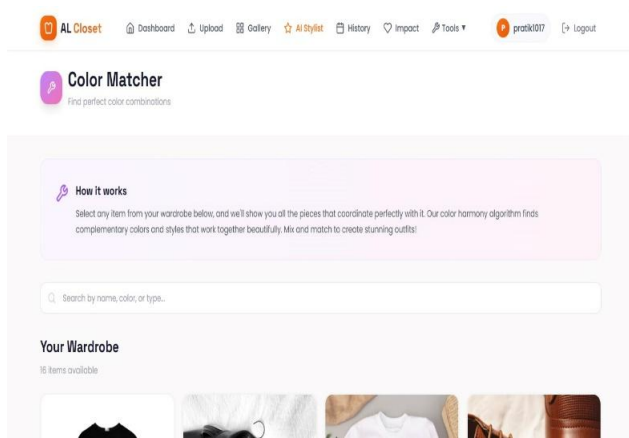 AL Closet Dashboard Upload Gallery AI Stylist History Impact Tools ▼ P pratik1017 Logout
Color Matcher
Find perfect color combinations
How it works
Select any item from your wardrobe below, and we'll show you all the pieces that coordinate perfectly with it. Our color harmony algorithm finds
complementary colors and styles that work together beautifully. Mix and match to create stunning outfits!
Search by name, color, or type...
Your Wardrobe
16 items available